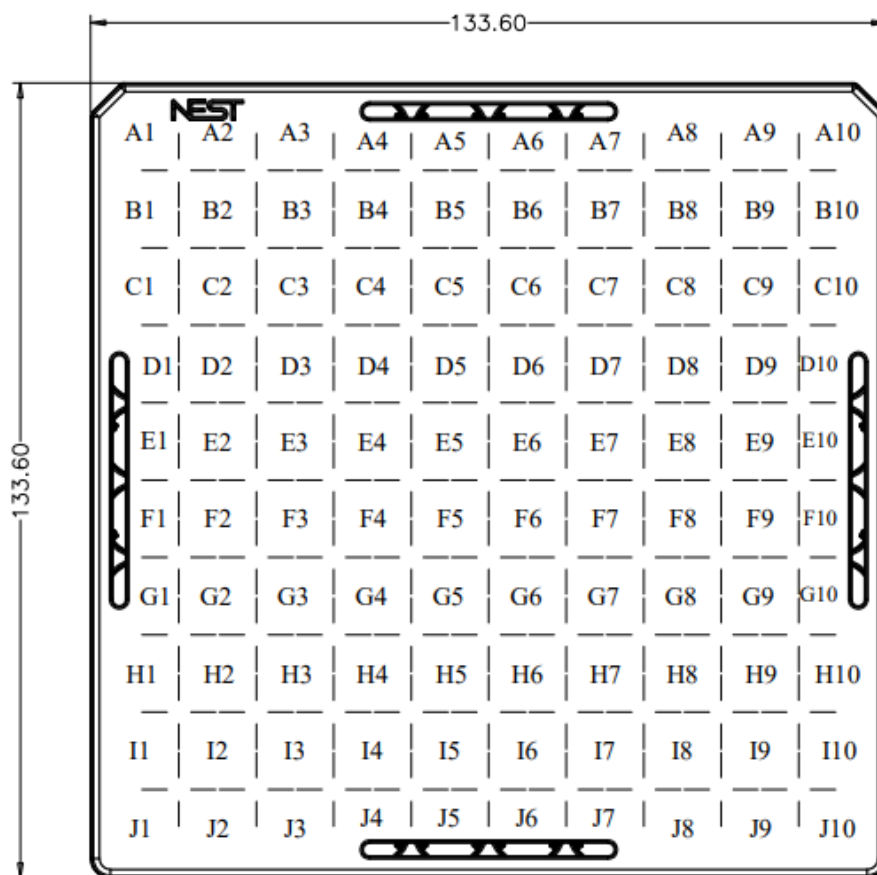 133.60
NEST
A1 A2 A3 A4 A5 A6 A7 A8 A9 A10
B1 B2 B3 B4 B5 B6 B7 B8 B9 B10
C1 C2 C3 C4 C5 C6 C7 C8 C9 C10
D1 D2 D3 D4 D5 D6 D7 D8 D9 D10
E1 E2 E3 E4 E5 E6 E7 E8 E9 E10
133.60
F1 F2 F3 F4 F5 F6 F7 F8 F9 F10
G1 G2 G3 G4 G5 G6 G7 G8 G9 G10
H1 H2 H3 H4 H5 H6 H7 H8 H9 H10
I1 I2 I3 I4 I5 I6 I7 I8 I9 I10
J1 J2 J3 J4 J5 J6 J7 J8 J9 J10